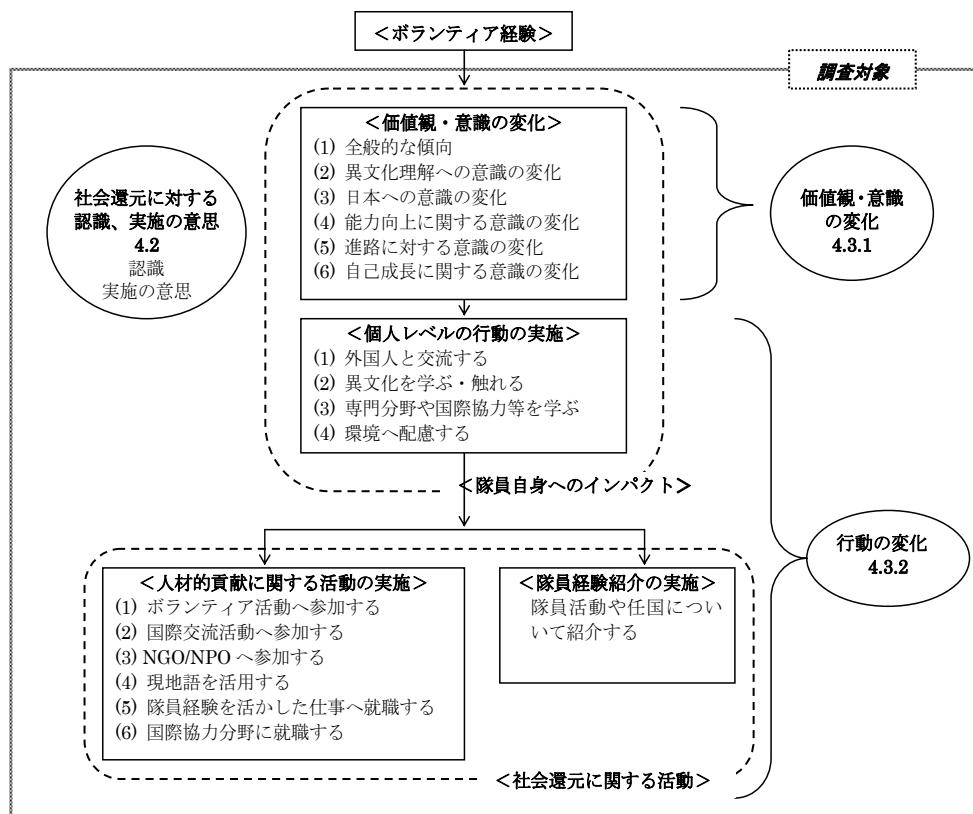 ＜ボランティア経験＞
調査対象
＜価値観・意識の変化＞
(1) 全般的な傾向
(2) 異文化理解への意識の変化
(3) 日本への意識の変化
(4) 能力向上に関する意識の変化
(5) 進路に対する意識の変化
(6) 自己成長に関する意識の変化
社会還元に対する
認識、実施の意思
4.2
認識
実施の意思
価値観・意識
の変化
4.3.1
＜個人レベルの行動の実施＞
(1) 外国人と交流する
(2) 異文化を学ぶ・触れる
(3) 専門分野や国際協力等を学ぶ
(4) 環境へ配慮する
＜隊員自身へのインパクト＞
行動の変化
4.3.2
＜人材的貢献に関する活動の実施＞
(1) ボランティア活動へ参加する
(2) 国際交流活動へ参加する
(3) NGO/NPO へ参加する
(4) 現地語を活用する
(5) 隊員経験を活かした仕事へ就職する
(6) 国際協力分野に就職する
＜隊員経験紹介の実施＞
隊員活動や任国につい
いて紹介する
＜社会還元に関する活動＞